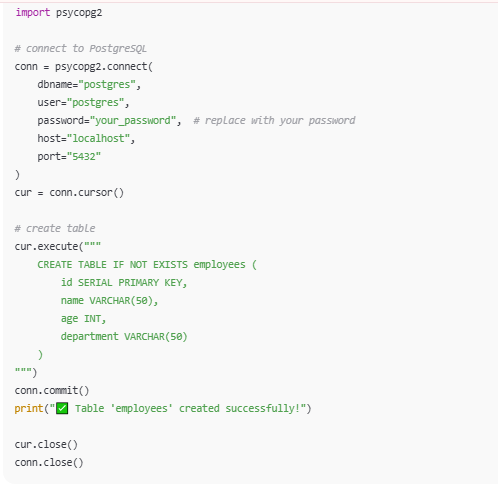 import psycopg2
# connect to PostgreSQL
conn = psycopg2.connect(
    dbname="postgres",
    user="postgres",
    password="your_password",  # replace with your password
    host="localhost",
    port="5432"
)
cur = conn.cursor()
# create table
cur.execute("""
    CREATE TABLE IF NOT EXISTS employees (
        id SERIAL PRIMARY KEY,
        name VARCHAR(50),
        age INT,
        department VARCHAR(50)
    )
""")
conn.commit()
print("✅ Table 'employees' created successfully!")
cur.close()
conn.close()